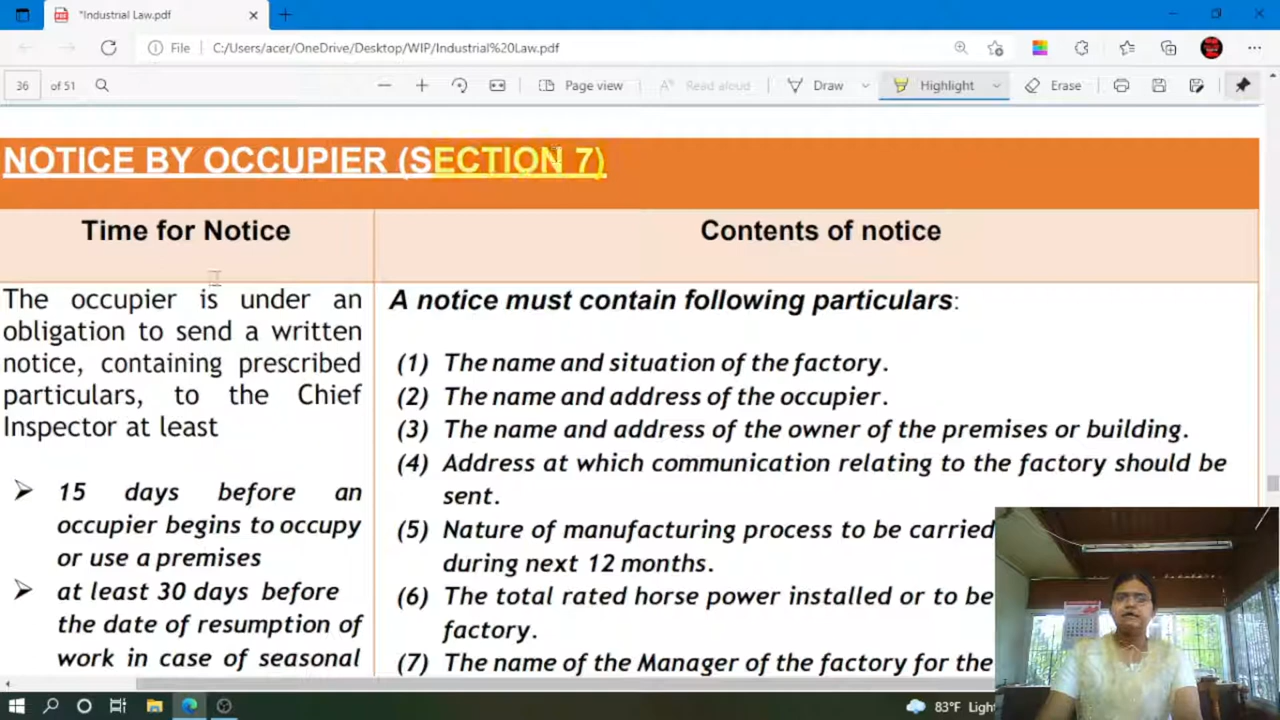 *Industrial Law.pdf
File
C:/Users/acer/OneDrive/Desktop/WIP/Industrial%20Law.pdf
36 of 51
Page view
Read aloud
Draw
Highlight
Erase
NOTICE BY OCCUPIER (SECTION 7)
Time for Notice
The occupier is under an
obligation to send a written
notice, containing prescribed
particulars, to the Chief
Inspector at least
➢ 15 days before an
occupier begins to occupy
or use a premises
➢ at least 30 days before
the date of resumption of
work in case of seasonal
Contents of notice
A notice must contain following particulars:
(1) The name and situation of the factory.
(2) The name and address of the occupier.
(3) The name and address of the owner of the premises or building.
(4) Address at which communication relating to the factory should be
sent.
(5) Nature of manufacturing process to be carried
during next 12 months.
(6) The total rated horse power installed or to be
factory.
(7) The name of the Manager of the factory for the
83°F Light